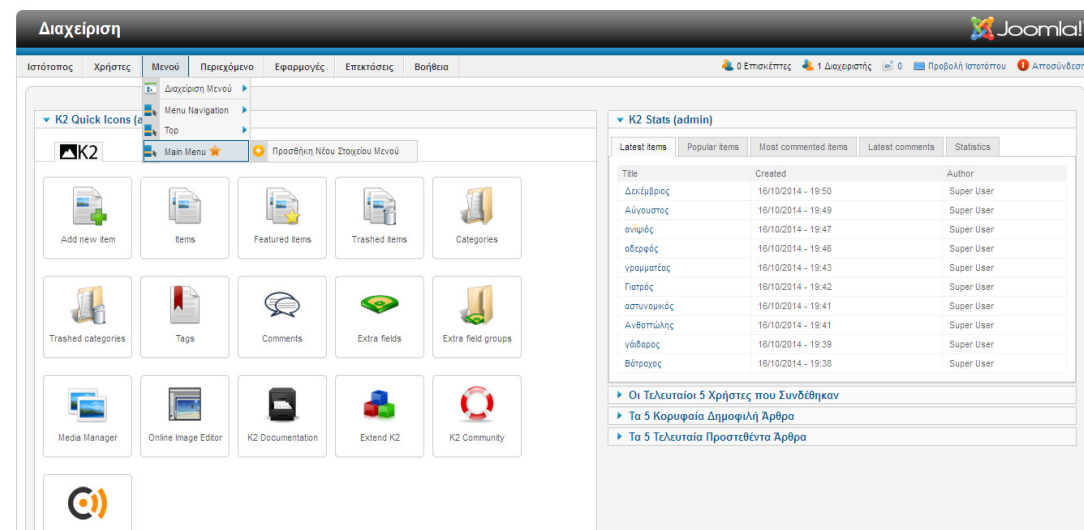 Διαχείριση
Joomla!
Ιστότοπος Χρήστες Μενού Περιεχόμενο Εφαρμογές Επεκτάσεις Βοήθεια 0 Επισκέπτες 1 Διαχειριστής 0 Προβολή Ιστοτόπου Αποσύνδεση
Διαχείριση Μενού
Menu Navigation
Top
Main Menu Προσθήκη Νέου Στοιχείου Μενού
K2 Quick Icons (a
K2
Add new item Items Featured items Trashed items Categories
Trashed categories Tags Comments Extra fields Extra field groups
Media Manager Online Image Editor K2 Documentation Extend K2 K2 Community
K2 Stats (admin)
Latest items Popular items Most commented items Latest comments Statistics
Title Created Author
Δεκέμβριος 16/10/2014 - 19:50 Super User
Αύγουστος 16/10/2014 - 19:49 Super User
ανιψιός 16/10/2014 - 19:47 Super User
αδερφός 16/10/2014 - 19:46 Super User
γραμματέας 16/10/2014 - 19:43 Super User
Γιατρός 16/10/2014 - 19:42 Super User
αστυνομικός 16/10/2014 - 19:41 Super User
Ανθοπώλης 16/10/2014 - 19:41 Super User
γάιδαρος 16/10/2014 - 19:39 Super User
Βάτραχος 16/10/2014 - 19:38 Super User
Οι Τελευταίοι 5 Χρήστες που Συνδέθηκαν
Τα 5 Κορυφαία Δημοφιλή Άρθρα
Τα 5 Τελευταία Προστεθέντα Άρθρα